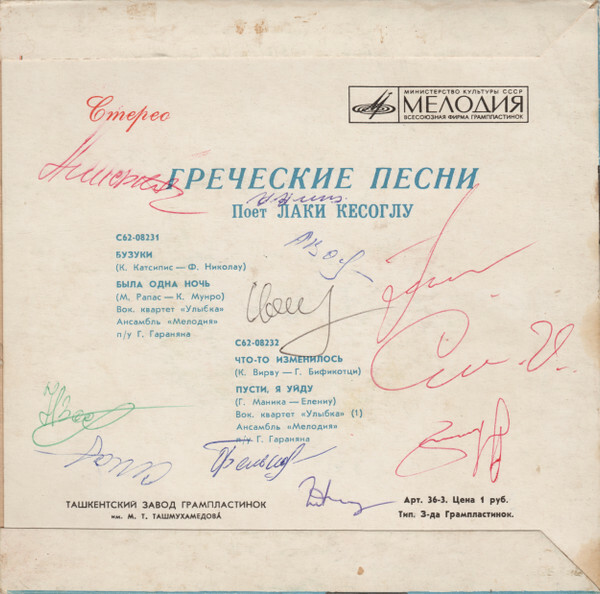 Стерео
МИНИСТЕРСТВО КУЛЬТУРЫ СССР
МЕЛОДИЯ
ВСЕСОЮЗНАЯ ФИРМА ГРАМПЛАСТИНОК
ГРЕЧЕСКИЕ ПЕСНИ
Поет ЛАКИ КЕСОГЛУ
С62-08231
БУЗУКИ
(К. Катсипис — Ф. Николау)
БЫЛА ОДНА НОЧЬ
(М. Рапас — К. Мунро)
Вок. квартет «Улыбка»
Ансамбль «Мелодия»
п/у Г. Гараняна
С62-08232
ЧТО-ТО ИЗМЕНИЛОСЬ
(К. Вирву — Г. Бификотци)
ПУСТИ, Я УЙДУ
(Г. Маника — Еленну)
Вок. квартет «Улыбка» (1)
Ансамбль «Мелодия»
п/у Г. Гараняна
ТАШКЕНТСКИЙ ЗАВОД ГРАМПЛАСТИНОК
им. М. Т. ТАШМУХАМЕДОВА
Арт. 36-3. Цена 1 руб.
Тип. З-да Грампластинок.